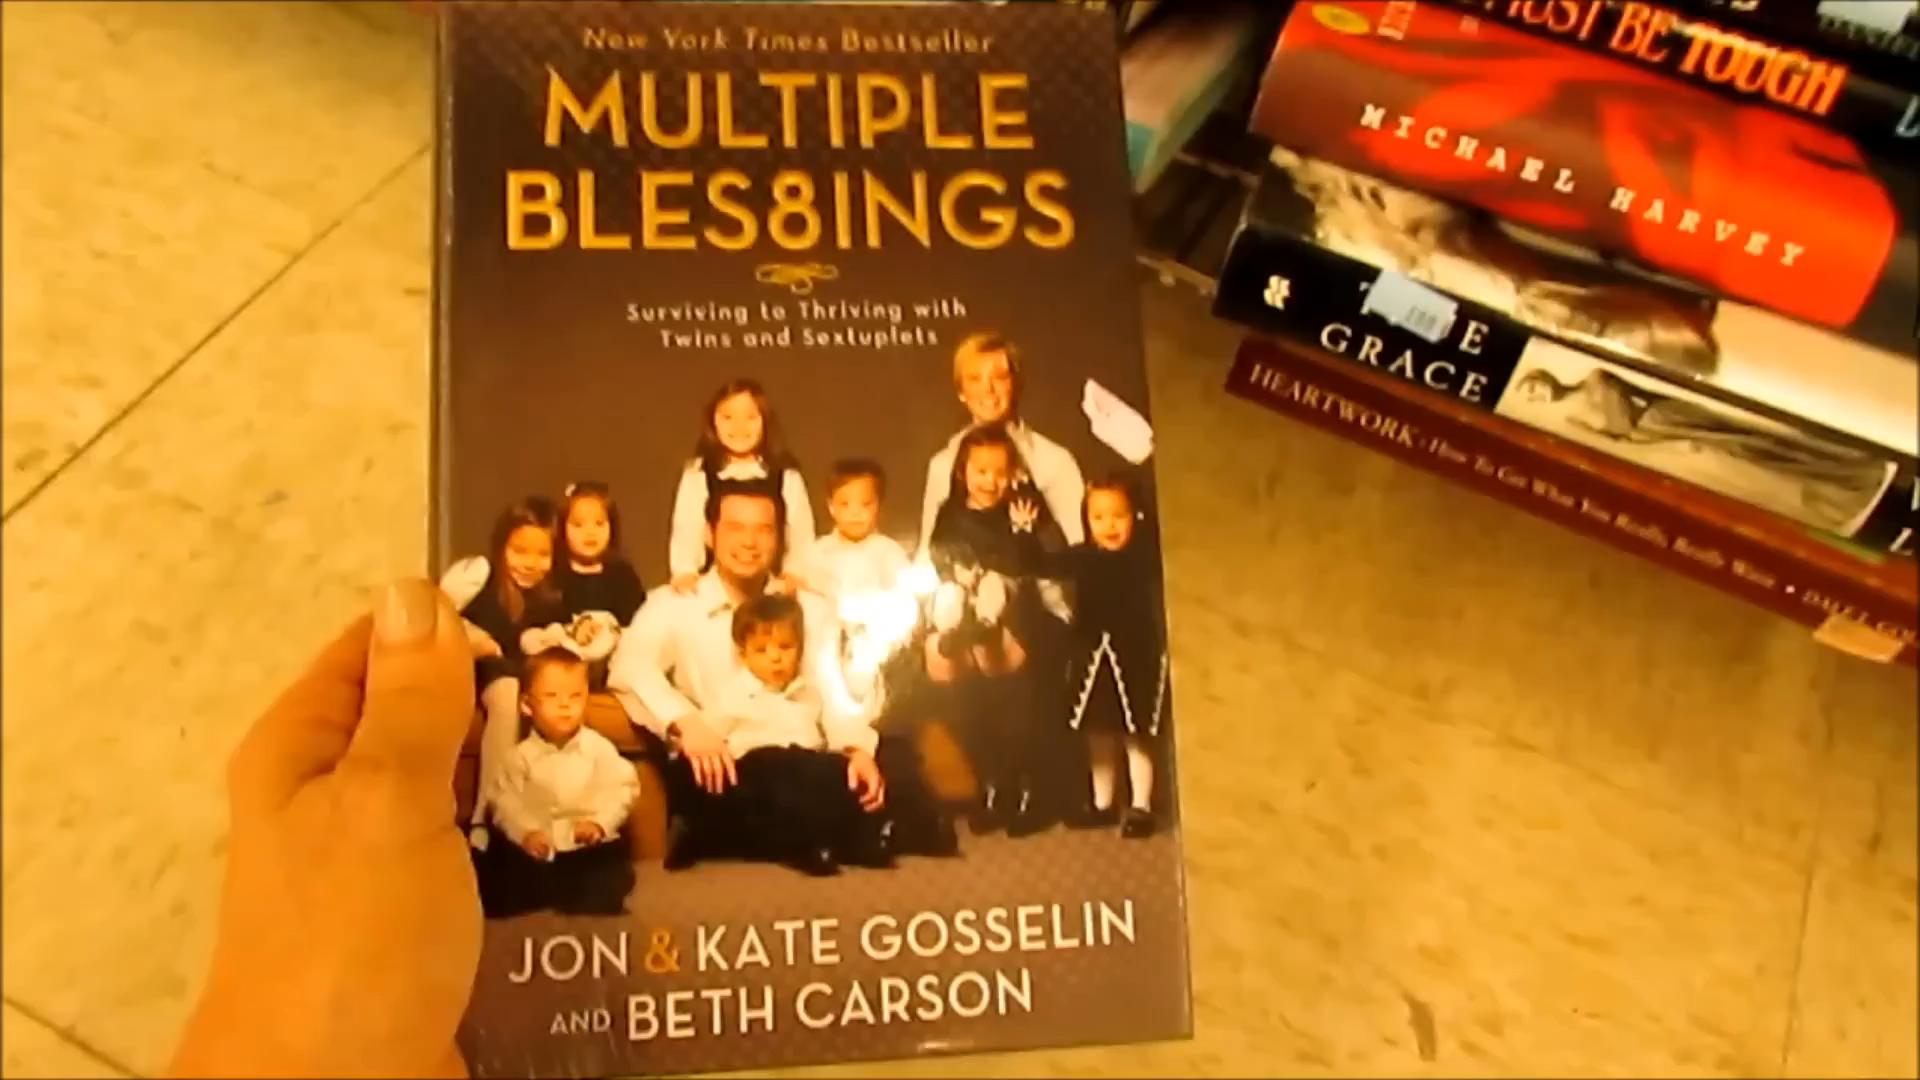 New York Times Bestseller
MULTIPLE
BLES8INGS
Surviving to Thriving with
Twins and Sextuplets
JON & KATE GOSSELIN
AND BETH CARSON
MUST BE TOUGH
MICHAEL HARVEY
GRACE
HEARTWORK · How To Get What You Really, Really Want ·